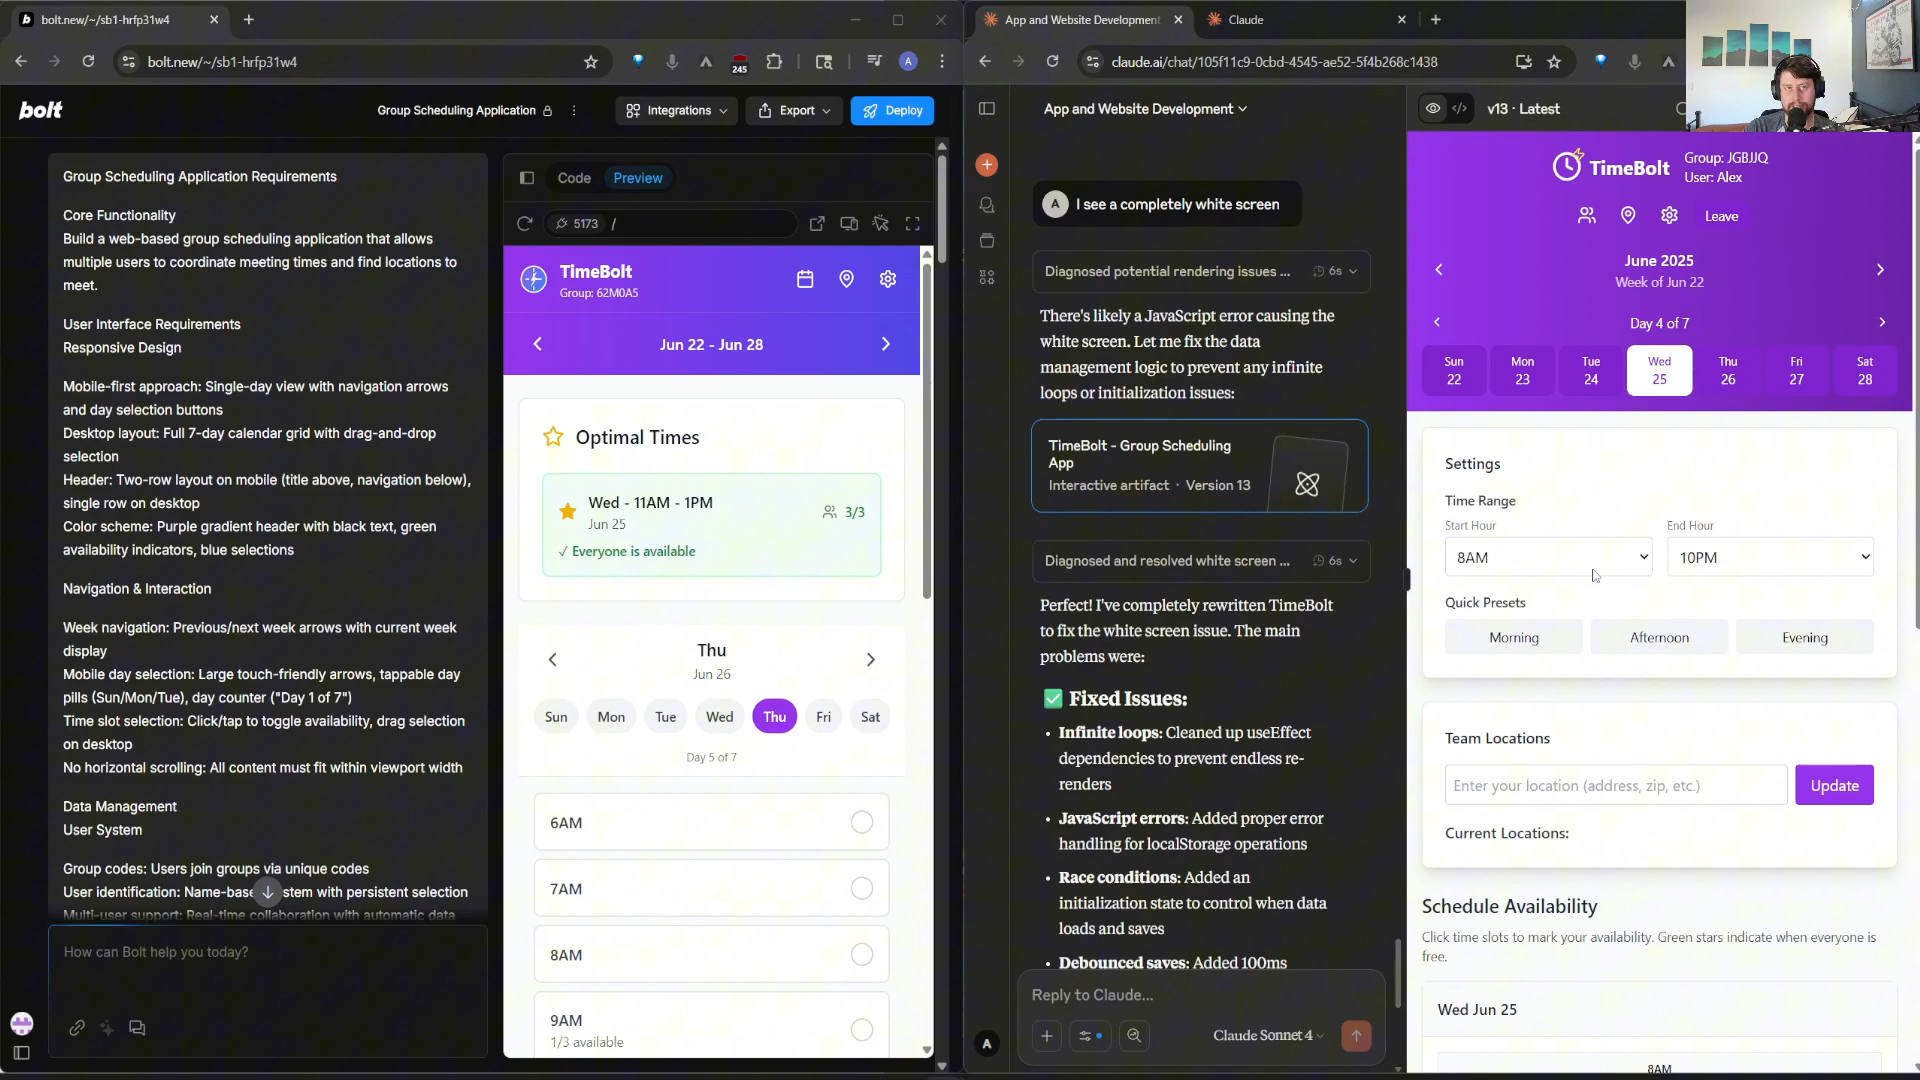 bolt.new/~/sb1-hrfp31w4
bolt.new/~/sb1-hrfp31w4
245
A
bolt
Group Scheduling Application
Integrations
Export
Deploy
Group Scheduling Application Requirements
Core Functionality
Build a web-based group scheduling application that allows
multiple users to coordinate meeting times and find locations to
meet.
User Interface Requirements
Responsive Design
Mobile-first approach: Single-day view with navigation arrows
and day selection buttons
Desktop layout: Full 7-day calendar grid with drag-and-drop
selection
Header: Two-row layout on mobile (title above, navigation below),
single row on desktop
Color scheme: Purple gradient header with black text, green
availability indicators, blue selections
Navigation & Interaction
Week navigation: Previous/next week arrows with current week
display
Mobile day selection: Large touch-friendly arrows, tappable day
pills (Sun/Mon/Tue), day counter ("Day 1 of 7")
Time slot selection: Click/tap to toggle availability, drag selection
on desktop
No horizontal scrolling: All content must fit within viewport width
Data Management
User System
Group codes: Users join groups via unique codes
User identification: Name-base stem with persistent selection
Multi-user support: Real-time collaboration with automatic data
How can Bolt help you today?
Code
Preview
5173 /
TimeBolt
Group: 62M0A5
Jun 22 - Jun 28
Optimal Times
Wed - 11AM - 1PM
Jun 25
3/3
✓ Everyone is available
Thu
Jun 26
Sun
Mon
Tue
Wed
Thu
Fri
Sat
Day 5 of 7
6AM
7AM
8AM
9AM
1/3 available
App and Website Development
Claude
claude.ai/chat/105f11c9-0cbd-4545-ae52-5f4b268c1438
App and Website Development
A
I see a completely white screen
Diagnosed potential rendering issues ...
6s
There's likely a JavaScript error causing the
white screen. Let me fix the data
management logic to prevent any infinite
loops or initialization issues:
TimeBolt - Group Scheduling
App
Interactive artifact · Version 13
Diagnosed and resolved white screen ...
6s
Perfect! I've completely rewritten TimeBolt
to fix the white screen issue. The main
problems were:
✅ Fixed Issues:
• Infinite loops: Cleaned up useEffect
dependencies to prevent endless re-
renders
• JavaScript errors: Added proper error
handling for localStorage operations
• Race conditions: Added an
initialization state to control when data
loads and saves
• Debounced saves: Added 100ms
Reply to Claude...
Claude Sonnet 4
A
v13 · Latest
TimeBolt
Group: JGBJJQ
User: Alex
Leave
June 2025
Week of Jun 22
Day 4 of 7
Sun
22
Mon
23
Tue
24
Wed
25
Thu
26
Fri
27
Sat
28
Settings
Time Range
Start Hour
End Hour
8AM
10PM
Quick Presets
Morning
Afternoon
Evening
Team Locations
Enter your location (address, zip, etc.)
Update
Current Locations:
Schedule Availability
Click time slots to mark your availability. Green stars indicate when everyone is
free.
Wed Jun 25
8AM